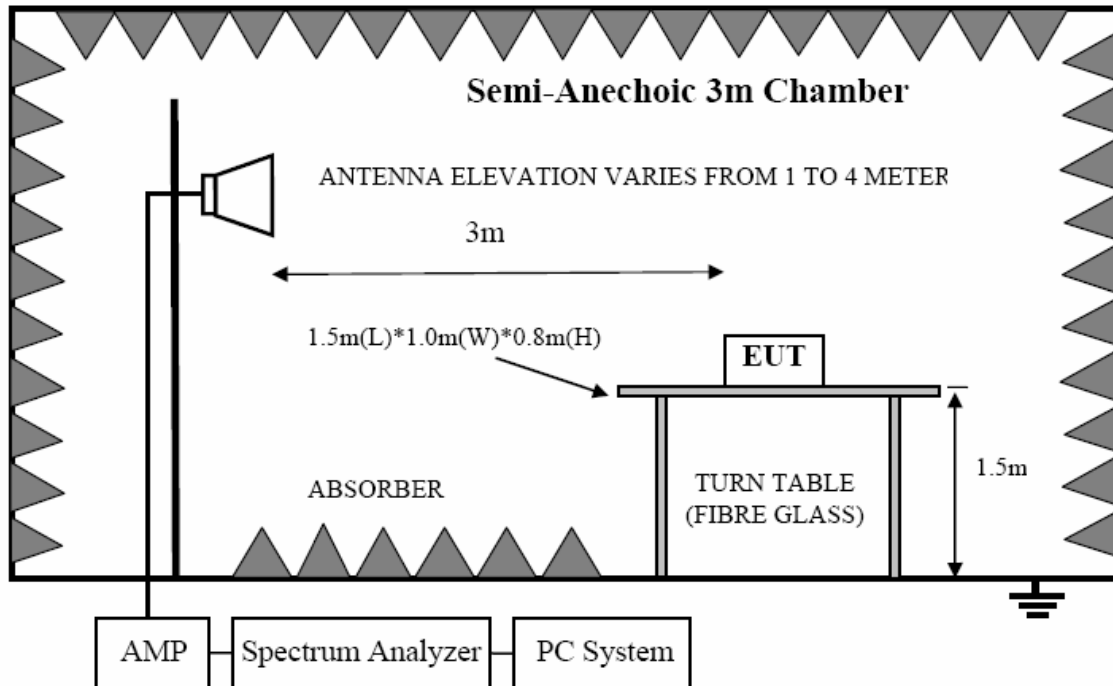 Semi-Anechoic 3m Chamber
ANTENNA ELEVATION VARIES FROM 1 TO 4 METER
3m
1.5m(L)*1.0m(W)*0.8m(H)
EUT
1.5m
ABSORBER
TURN TABLE
(FIBRE GLASS)
AMP
Spectrum Analyzer
PC System